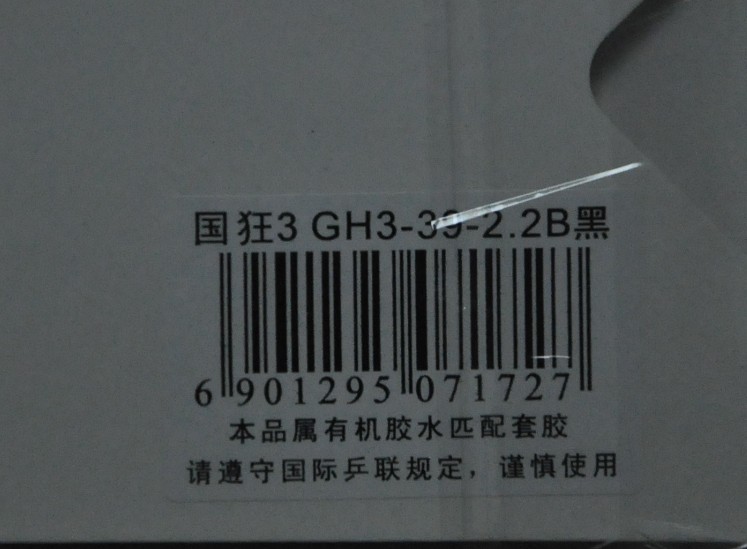 国狂3 GH3-39-2.2B黑
6 901295 071727
本品属有机胶水匹配套胶
请遵守国际乒联规定，谨慎使用